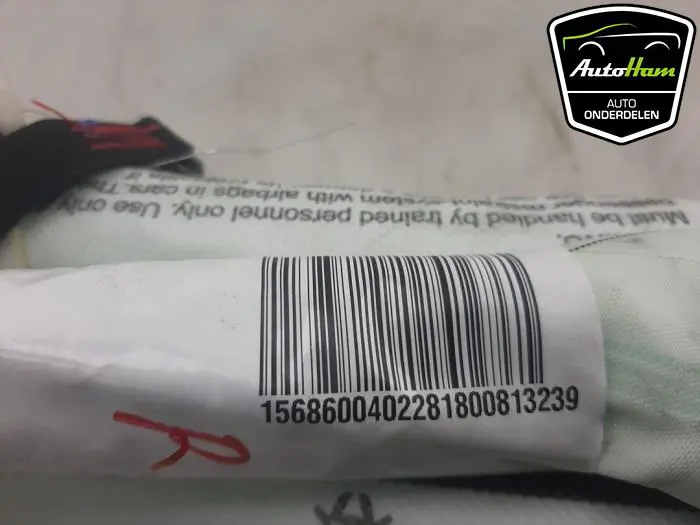 AutoHam
AUTO
ONDERDELEN
Must be handled by trained personnel only. Use only
system with airbags in cars. The
1568600402281800813239
R